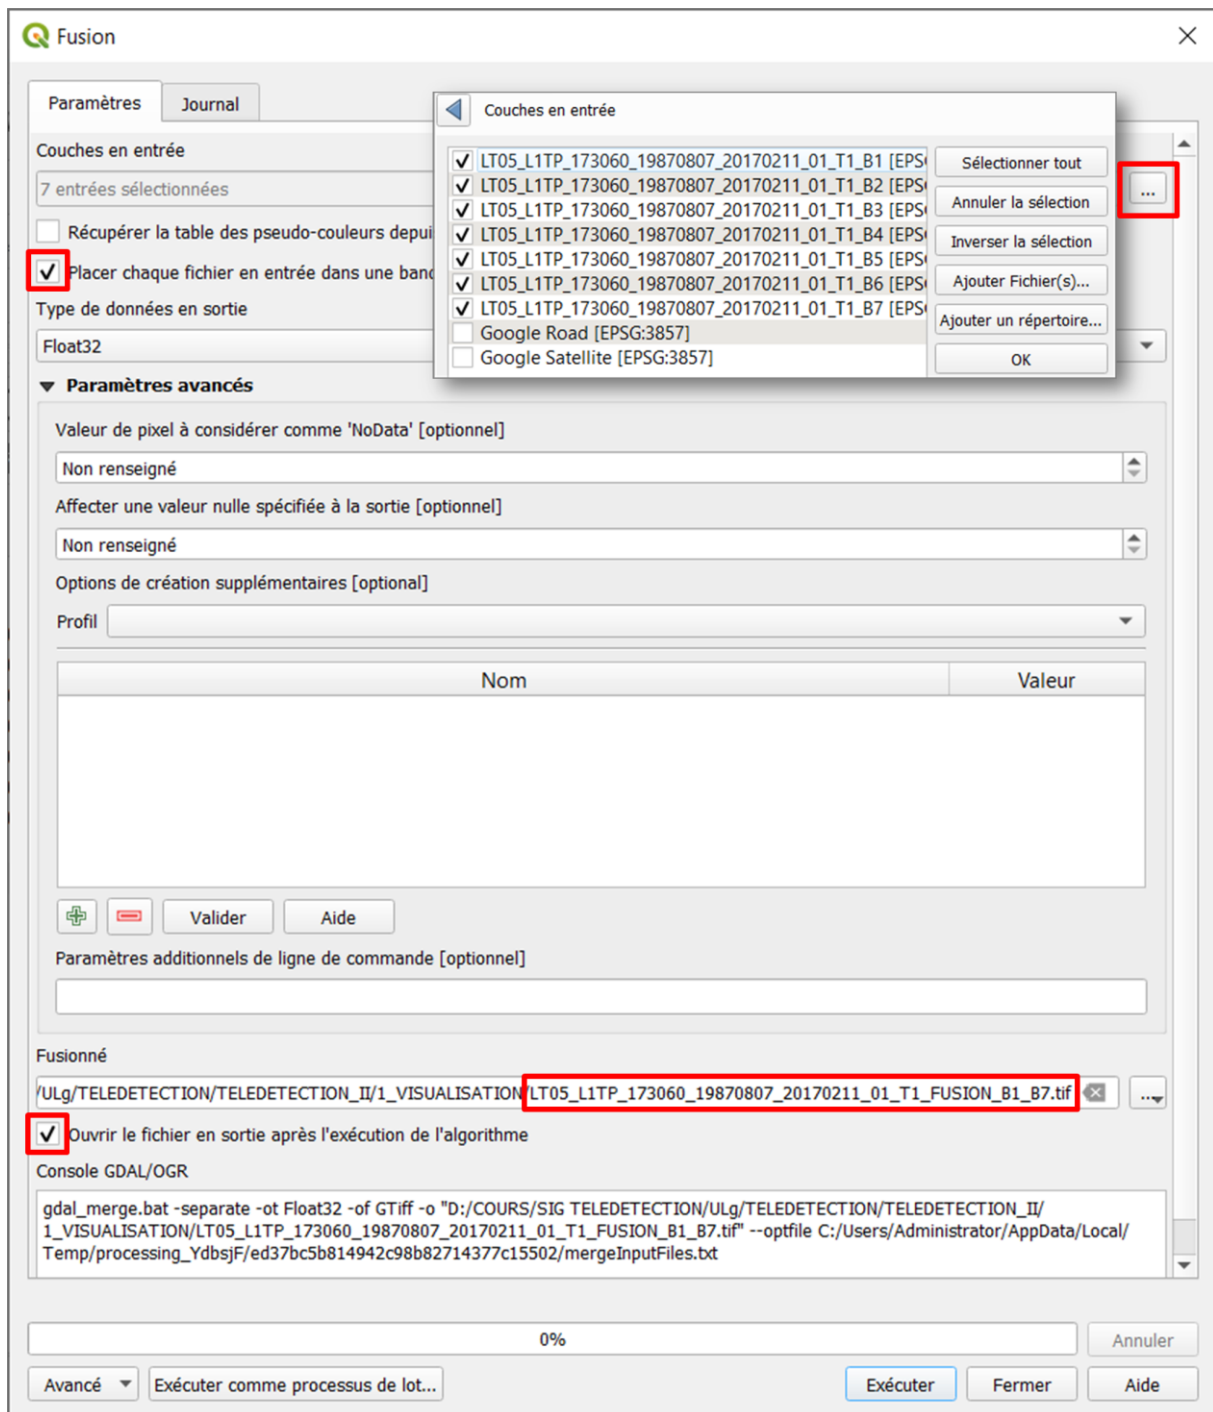 Fusion
Paramètres
Journal
Couches en entrée
7 entrées sélectionnées
...
Récupérer la table des pseudo-couleurs depui
Placer chaque fichier en entrée dans une banc
Type de données en sortie
Float32
Couches en entrée
LT05_L1TP_173060_19870807_20170211_01_T1_B1 [EPS
LT05_L1TP_173060_19870807_20170211_01_T1_B2 [EPS
LT05_L1TP_173060_19870807_20170211_01_T1_B3 [EPS
LT05_L1TP_173060_19870807_20170211_01_T1_B4 [EPS
LT05_L1TP_173060_19870807_20170211_01_T1_B5 [EPS
LT05_L1TP_173060_19870807_20170211_01_T1_B6 [EPS
LT05_L1TP_173060_19870807_20170211_01_T1_B7 [EPS
Google Road [EPSG:3857]
Google Satellite [EPSG:3857]
Sélectionner tout
Annuler la sélection
Inverser la sélection
Ajouter Fichier(s)...
Ajouter un répertoire...
OK
Paramètres avancés
Valeur de pixel à considérer comme 'NoData' [optionnel]
Non renseigné
Affecter une valeur nulle spécifiée à la sortie [optionnel]
Non renseigné
Options de création supplémentaires [optional]
Profil
Nom Valeur
Valider Aide
Paramètres additionnels de ligne de commande [optionnel]
Fusionné
/ULg/TELEDETECTION/TELEDETECTION_II/1_VISUALISATION/LT05_L1TP_173060_19870807_20170211_01_T1_FUSION_B1_B7.tif ...
Ouvrir le fichier en sortie après l'exécution de l'algorithme
Console GDAL/OGR
gdal_merge.bat -separate -ot Float32 -of GTiff -o "D:/COURS/SIG TELEDETECTION/ULg/TELEDETECTION/TELEDETECTION_II/
1_VISUALISATION/LT05_L1TP_173060_19870807_20170211_01_T1_FUSION_B1_B7.tif" --optfile C:/Users/Administrator/AppData/Local/
Temp/processing_YdbsjF/ed37bc5b814942c98b82714377c15502/mergeInputFiles.txt
0%
Annuler
Avancé Exécuter comme processus de lot... Exécuter Fermer Aide